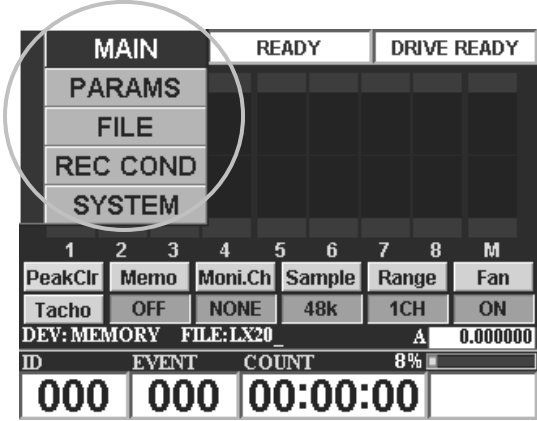 MAIN READY DRIVE READY
PARAMS
FILE
REC COND
SYSTEM
1 2 3 4 5 6 7 8 M
PeakClr Memo Moni.Ch Sample Range Fan
Tacho OFF NONE 48k 1CH ON
DEV:MEMORY FILE:LX20_ A 0.000000
ID EVENT COUNT 8%
000 000 00:00:00